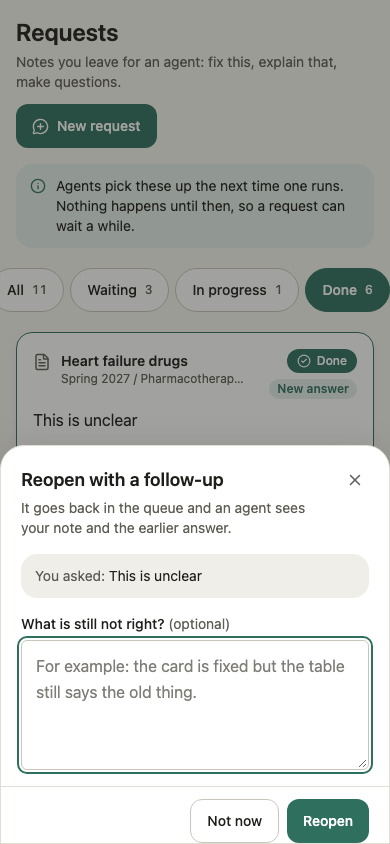 Requests
Notes you leave for an agent: fix this, explain that,
make questions.
New request
Agents pick these up the next time one runs.
Nothing happens until then, so a request can
wait a while.
All 11
Waiting 3
In progress 1
Done 6
Heart failure drugs
Done
Spring 2027 / Pharmacotherap...
New answer
This is unclear
Reopen with a follow-up
It goes back in the queue and an agent sees
your note and the earlier answer.
You asked: This is unclear
What is still not right? (optional)
For example: the card is fixed but the table
still says the old thing.
Not now
Reopen